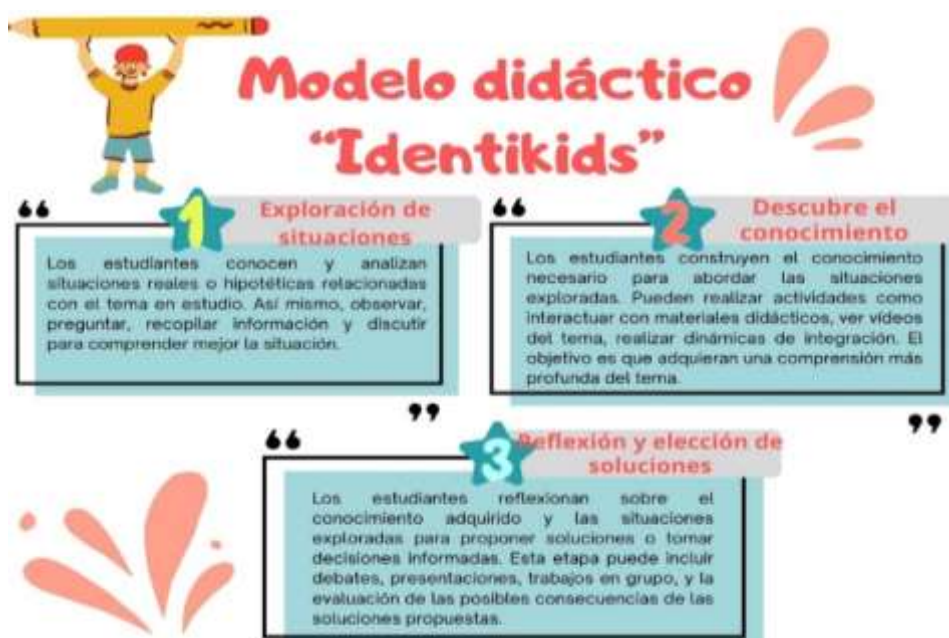 Modelo didáctico
“Identikids”
“
1
Exploración de
situaciones
Los estudiantes conocen y analizan
situaciones reales o hipotéticas relacionadas
con el tema en estudio. Así mismo, observar,
preguntar, recopilar información y discutir
para comprender mejor la situación.
”
“
2
Descubre el
conocimiento
Los estudiantes construyen el conocimiento
necesario para abordar las situaciones
exploradas. Pueden realizar actividades como
interactuar con materiales didácticos, ver vídeos
del tema, realizar dinámicas de integración. El
objetivo es que adquieran una comprensión más
profunda del tema.
”
“
3
Reflexión y elección de
soluciones
Los estudiantes reflexionan sobre el
conocimiento adquirido y las situaciones
exploradas para proponer soluciones o tomar
decisiones informadas. Esta etapa puede incluir
debates, presentaciones, trabajos en grupo, y la
evaluación de las posibles consecuencias de las
soluciones propuestas.